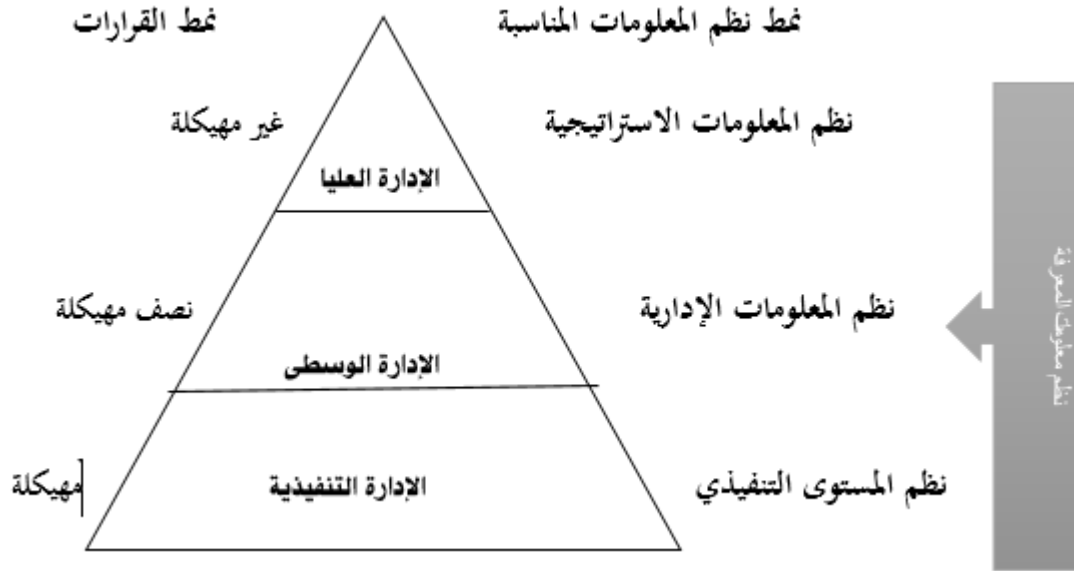 نمط نظم المعلومات المناسبة
نمط القرارات
نظم المعلومات الاستراتيجية
غير مهيكلة
الإدارة العليا
نظم المعلومات الإدارية
نصف مهيكلة
الإدارة الوسطى
نظم المستوى التنفيذي
الإدارة التنفيذية
مهيكلة
نظم معلومات المعرفة